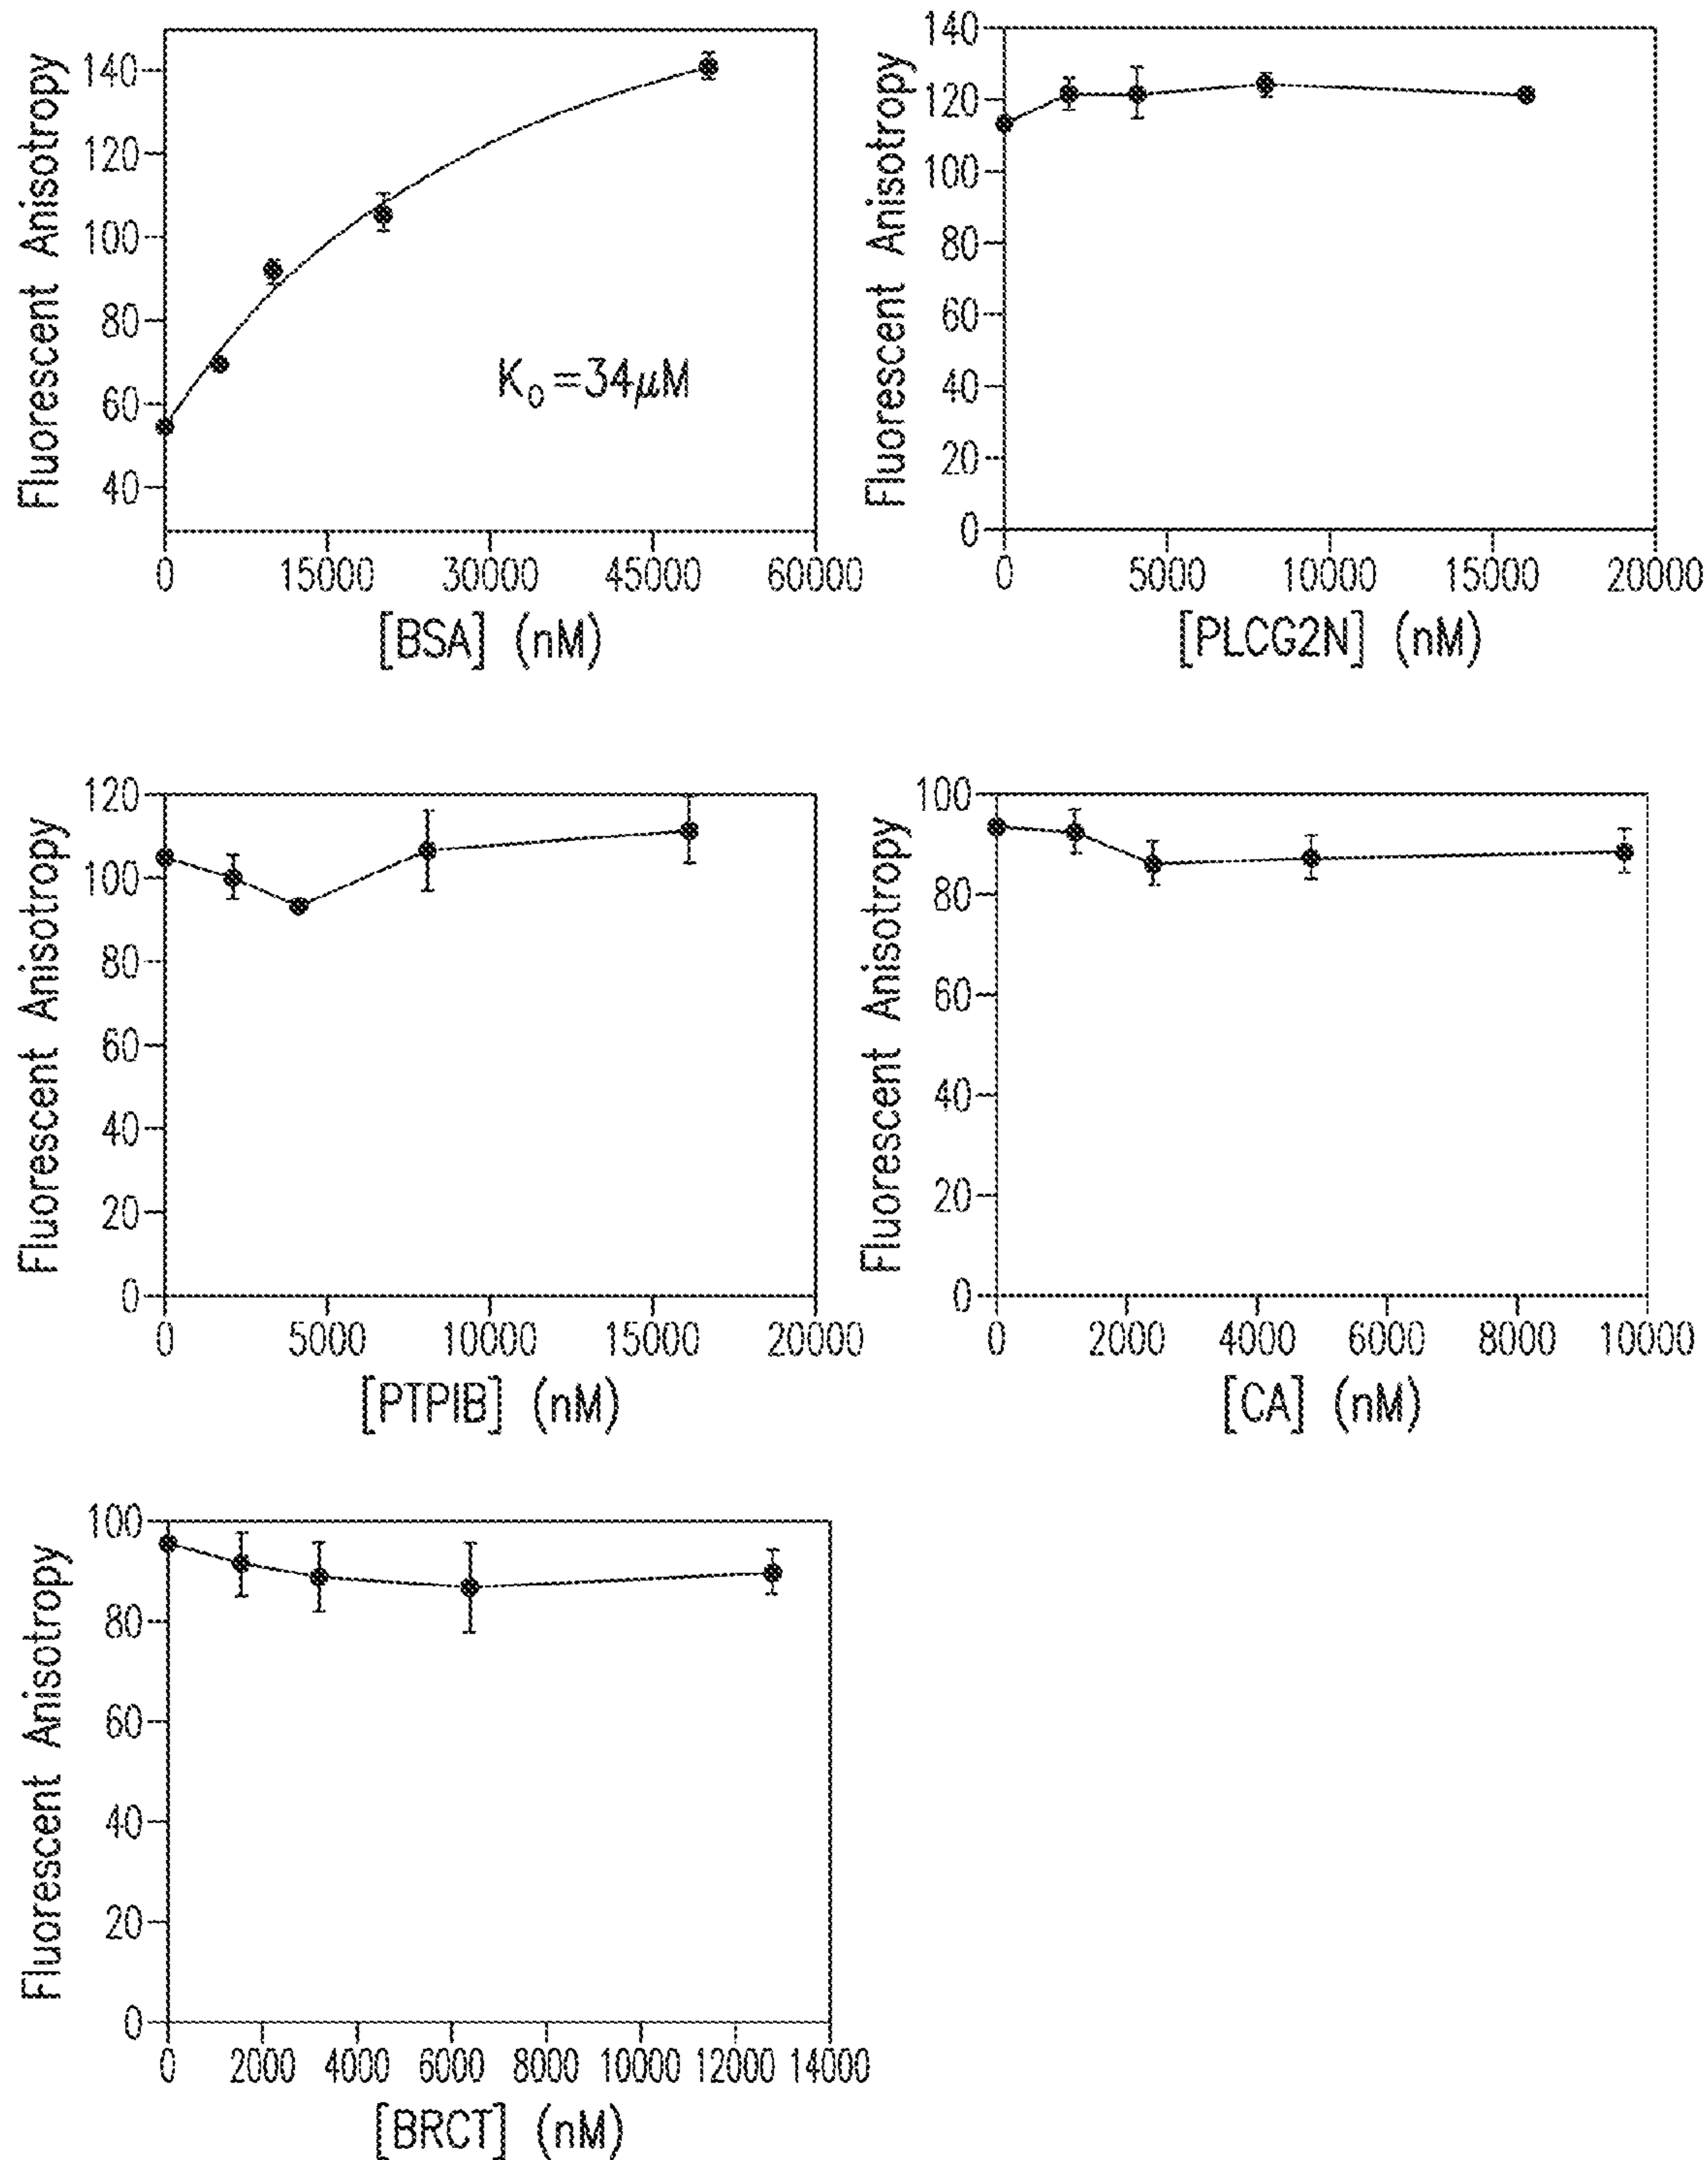 Fluorescent Anisotropy
140
120
100
80
60
40
K₀=34μM
0 15000 30000 45000 60000
[BSA] (nM)
Fluorescent Anisotropy
140
120
100
80
60
40
20
0
0 5000 10000 15000 20000
[PLCG2N] (nM)
Fluorescent Anisotropy
120
100
80
60
40
20
0
0 5000 10000 15000 20000
[PTPIB] (nM)
Fluorescent Anisotropy
100
80
60
40
20
0
0 2000 4000 6000 8000 10000
[CA] (nM)
Fluorescent Anisotropy
100
80
60
40
20
0
0 2000 4000 6000 8000 10000 12000 14000
[BRCT] (nM)